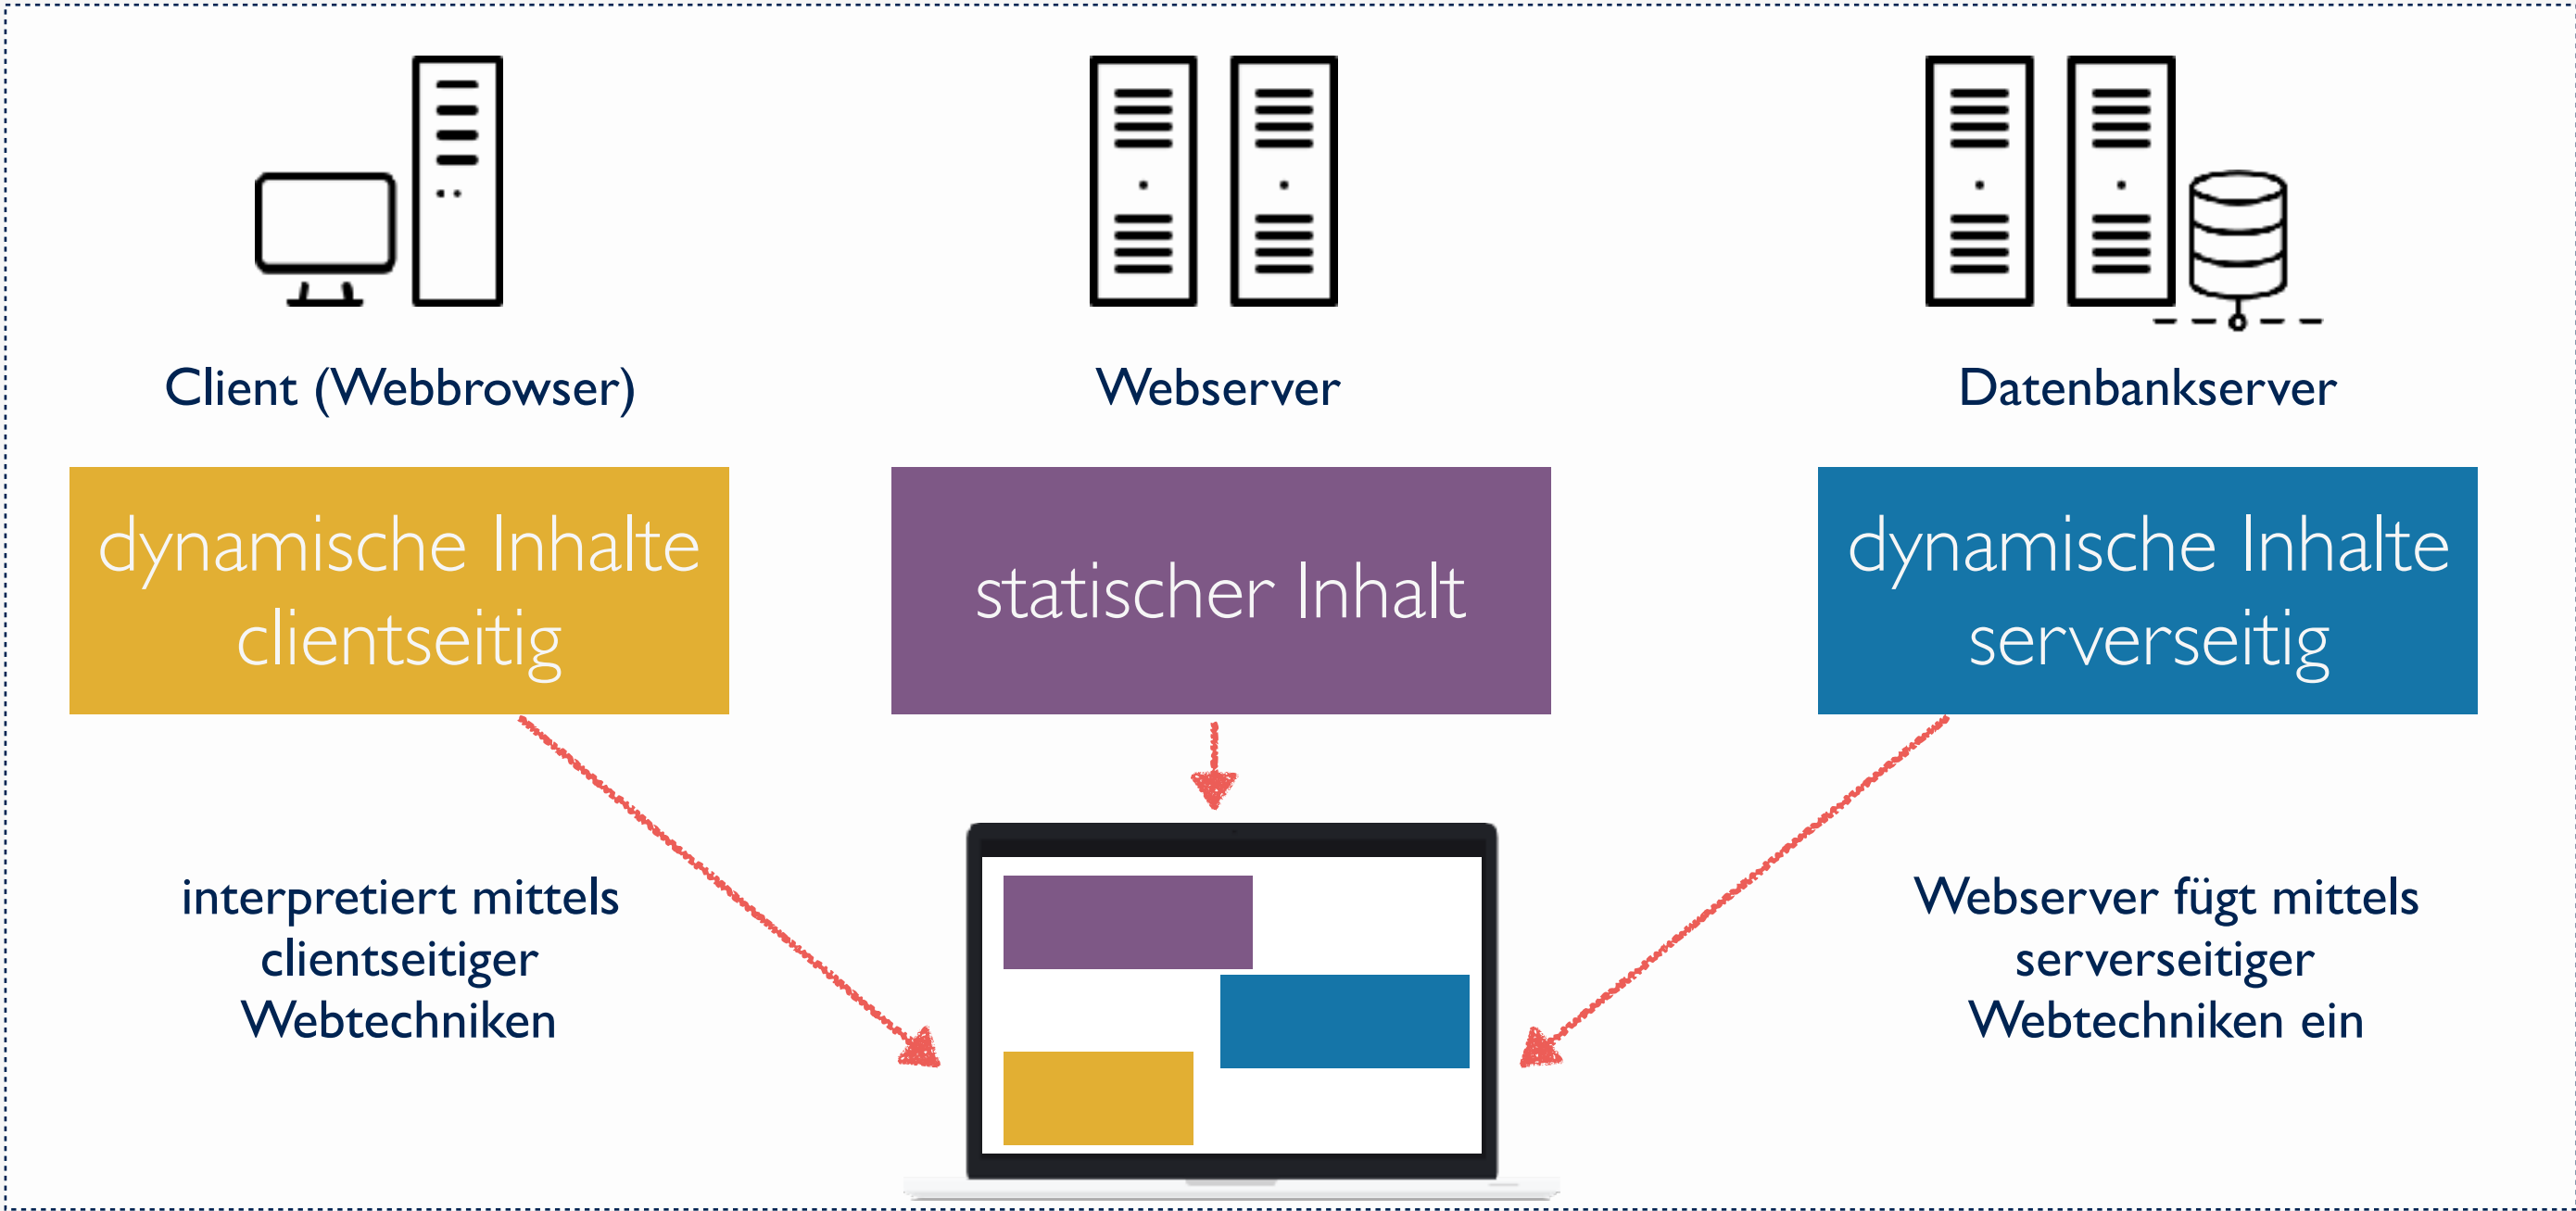 Client (Webbrowser)
Webserver
Datenbankserver
dynamische Inhalte
clientseitig
statischer Inhalt
dynamische Inhalte
serverseitig
interpretiert mittels
clientseitiger
Webtechniken
Webserver fügt mittels
serverseitiger
Webtechniken ein